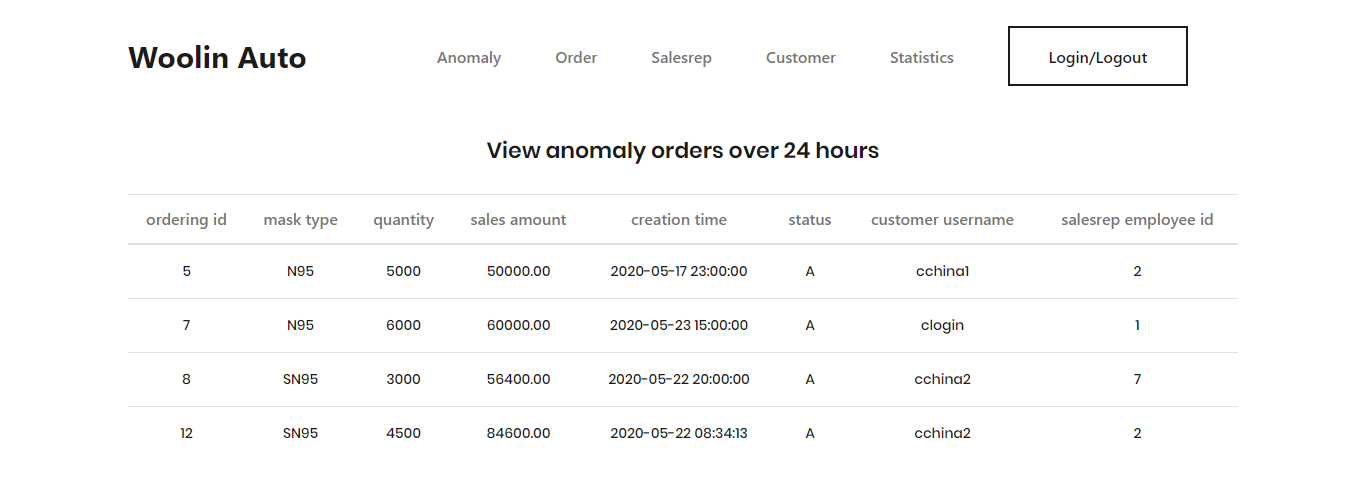 Woolin Auto Anomaly Order Salesrep Customer Statistics Login/Logout
View anomaly orders over 24 hours
ordering id mask type quantity sales amount creation time status customer username salesrep employee id
5 N95 5000 50000.00 2020-05-17 23:00:00 A cchina1 2
7 N95 6000 60000.00 2020-05-23 15:00:00 A clogin 1
8 SN95 3000 56400.00 2020-05-22 20:00:00 A cchina2 7
12 SN95 4500 84600.00 2020-05-22 08:34:13 A cchina2 2